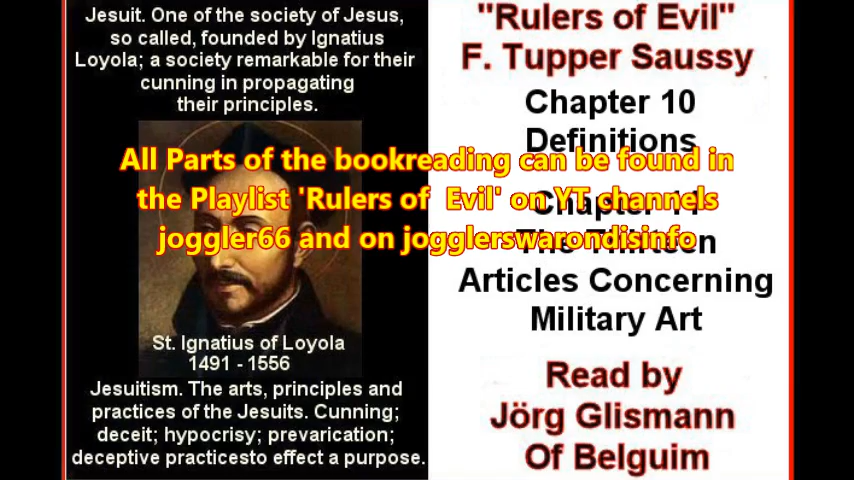 Jesuit. One of the society of Jesus,
so called, founded by Ignatius
Loyola; a society remarkable for their
cunning in propagating
their principles.
St. Ignatius of Loyola
1491 - 1556
Jesuitism. The arts, principles and
practices of the Jesuits. Cunning;
deceit; hypocrisy; prevarication;
deceptive practicesto effect a purpose.
"Rulers of Evil"
F. Tupper Saussy
Chapter 10
Definitions
Chapter 11
The Thirteen
Articles Concerning
Military Art
Read by
Jörg Glismann
Of Belguim
All Parts of the bookreading can be found in
the Playlist 'Rulers of Evil' on YT channels
joggler66 and on jogglerswarondisinfo